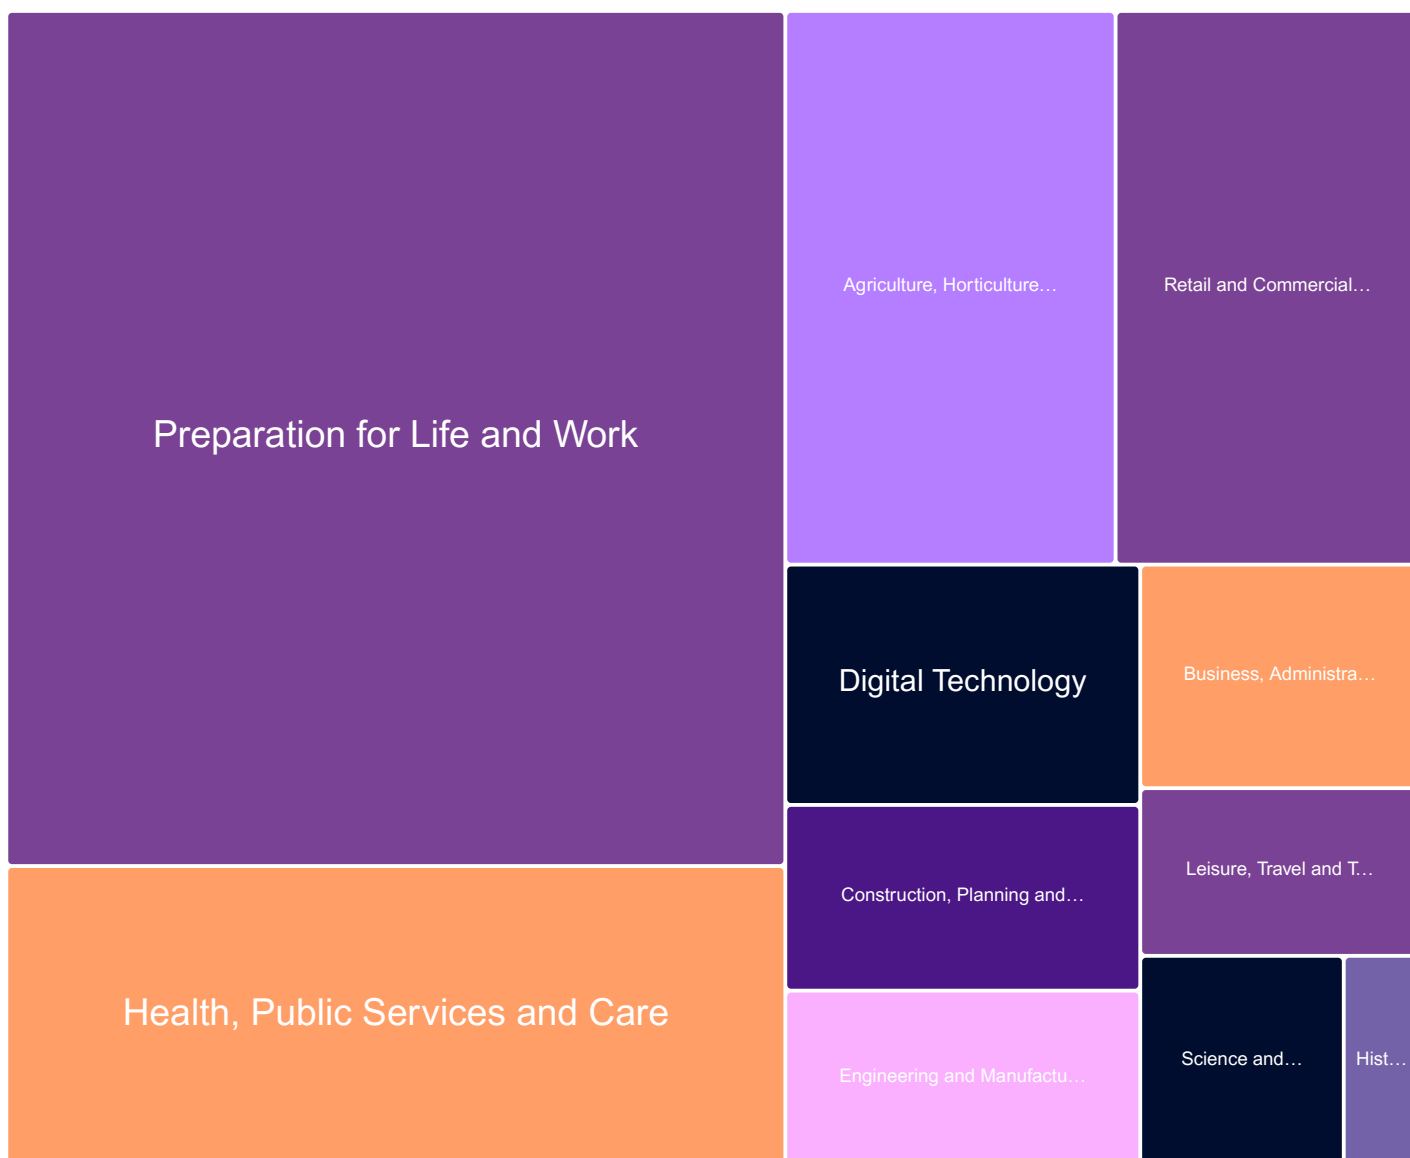 Preparation for Life and Work
Health, Public Services and Care
Agriculture, Horticulture…
Retail and Commercial…
Digital Technology
Business, Administra…
Construction, Planning and…
Leisure, Travel and T…
Engineering and Manufactu…
Science and…
Hist…